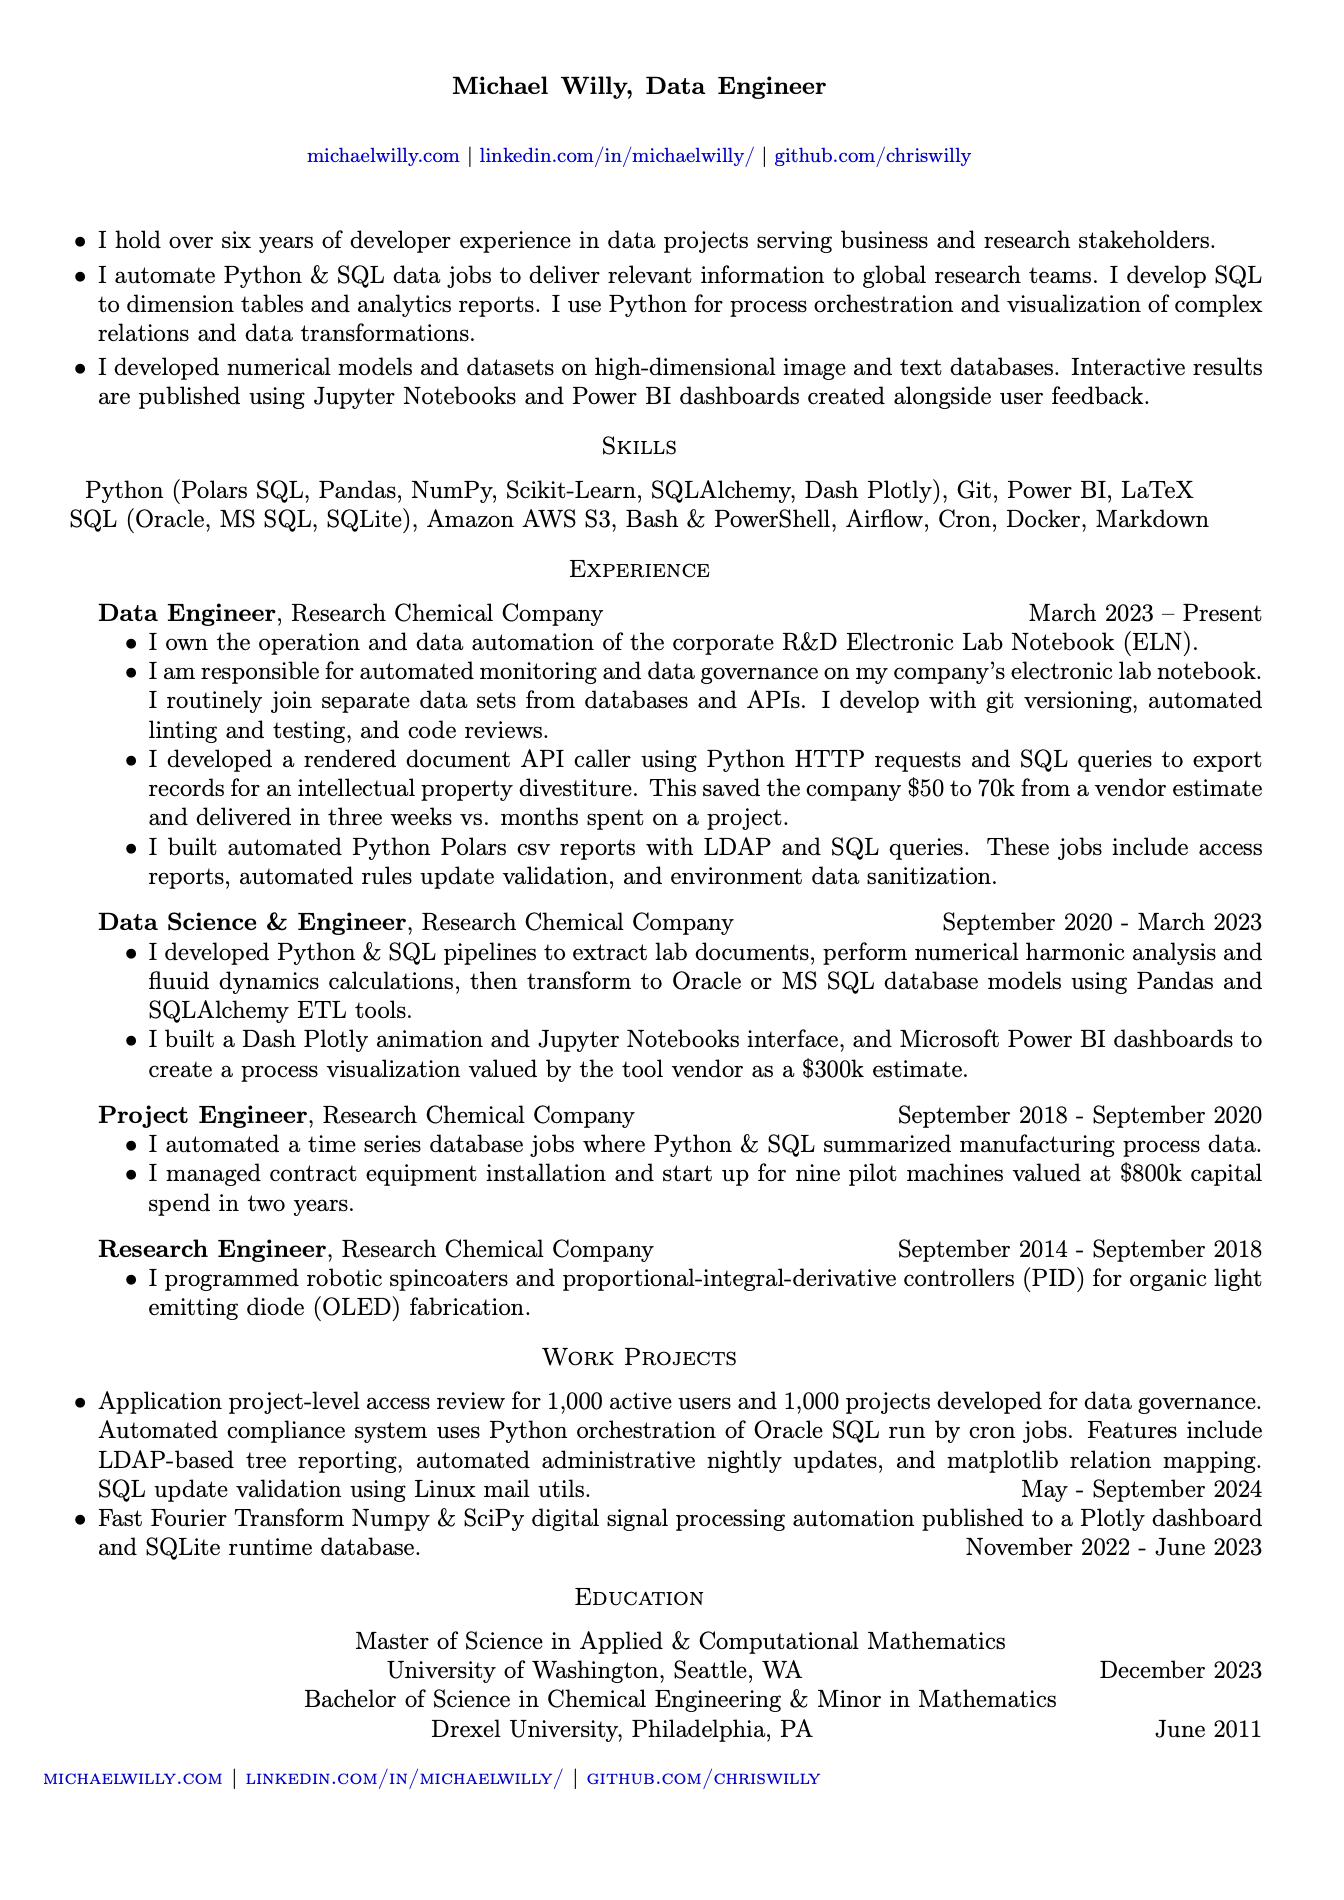 Michael Willy, Data Engineer
michaelwilly.com | linkedin.com/in/michaelwilly/ | github.com/chriswilly
• I hold over six years of developer experience in data projects serving business and research stakeholders.
• I automate Python & SQL data jobs to deliver relevant information to global research teams. I develop SQL
to dimension tables and analytics reports. I use Python for process orchestration and visualization of complex
relations and data transformations.
• I developed numerical models and datasets on high-dimensional image and text databases. Interactive results
are published using Jupyter Notebooks and Power BI dashboards created alongside user feedback.
Skills
Python (Polars SQL, Pandas, NumPy, Scikit-Learn, SQLAlchemy, Dash Plotly), Git, Power BI, LaTeX
SQL (Oracle, MS SQL, SQLite), Amazon AWS S3, Bash & PowerShell, Airflow, Cron, Docker, Markdown
Experience
Data Engineer, Research Chemical Company March 2023 – Present
• I own the operation and data automation of the corporate R&D Electronic Lab Notebook (ELN).
• I am responsible for automated monitoring and data governance on my company's electronic lab notebook.
I routinely join separate data sets from databases and APIs. I develop with git versioning, automated
linting and testing, and code reviews.
• I developed a rendered document API caller using Python HTTP requests and SQL queries to export
records for an intellectual property divestiture. This saved the company $50 to 70k from a vendor estimate
and delivered in three weeks vs. months spent on a project.
• I built automated Python Polars csv reports with LDAP and SQL queries. These jobs include access
reports, automated rules update validation, and environment data sanitization.
Data Science & Engineer, Research Chemical Company September 2020 - March 2023
• I developed Python & SQL pipelines to extract lab documents, perform numerical harmonic analysis and
fluuid dynamics calculations, then transform to Oracle or MS SQL database models using Pandas and
SQLAlchemy ETL tools.
• I built a Dash Plotly animation and Jupyter Notebooks interface, and Microsoft Power BI dashboards to
create a process visualization valued by the tool vendor as a $300k estimate.
Project Engineer, Research Chemical Company September 2018 - September 2020
• I automated a time series database jobs where Python & SQL summarized manufacturing process data.
• I managed contract equipment installation and start up for nine pilot machines valued at $800k capital
spend in two years.
Research Engineer, Research Chemical Company September 2014 - September 2018
• I programmed robotic spincoaters and proportional-integral-derivative controllers (PID) for organic light
emitting diode (OLED) fabrication.
Work Projects
• Application project-level access review for 1,000 active users and 1,000 projects developed for data governance.
Automated compliance system uses Python orchestration of Oracle SQL run by cron jobs. Features include
LDAP-based tree reporting, automated administrative nightly updates, and matplotlib relation mapping.
SQL update validation using Linux mail utils. May - September 2024
• Fast Fourier Transform Numpy & SciPy digital signal processing automation published to a Plotly dashboard
and SQLite runtime database. November 2022 - June 2023
Education
Master of Science in Applied & Computational Mathematics
University of Washington, Seattle, WA December 2023
Bachelor of Science in Chemical Engineering & Minor in Mathematics
Drexel University, Philadelphia, PA June 2011
michaelwilly.com | linkedin.com/in/michaelwilly/ | github.com/chriswilly